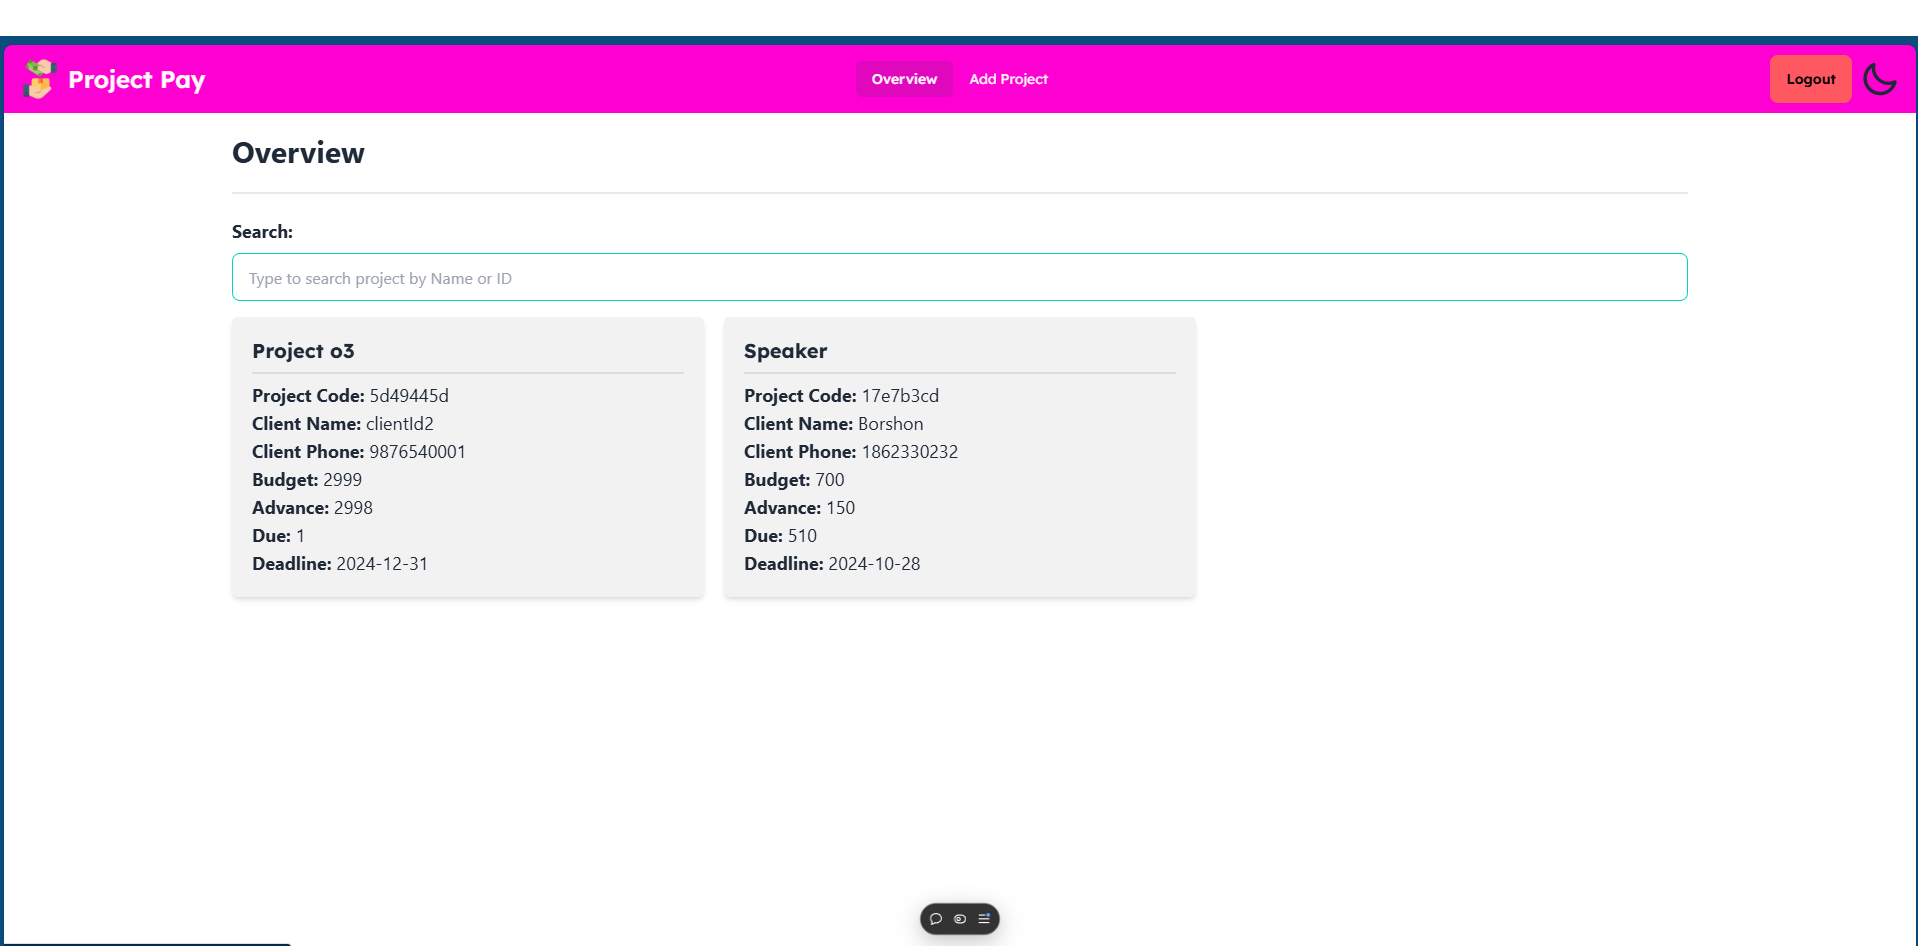 Project Pay
Overview
Add Project
Logout
Overview
Search:
Type to search project by Name or ID
Project o3
Project Code: 5d49445d
Client Name: clientId2
Client Phone: 9876540001
Budget: 2999
Advance: 2998
Due: 1
Deadline: 2024-12-31
Speaker
Project Code: 17e7b3cd
Client Name: Borshon
Client Phone: 1862330232
Budget: 700
Advance: 150
Due: 510
Deadline: 2024-10-28